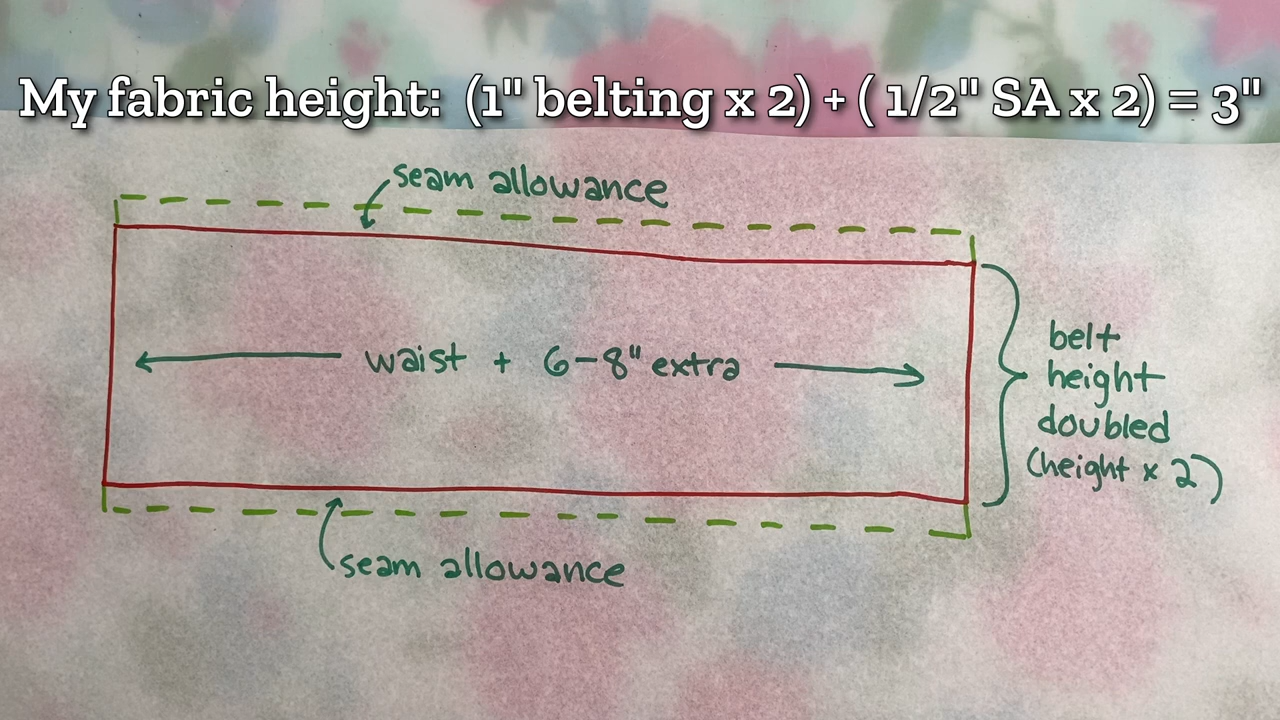 My fabric height: (1" belting x 2) + ( 1/2" SA x 2) = 3"
seam allowance
waist + 6-8" extra
belt
height
doubled
(height x 2)
seam allowance